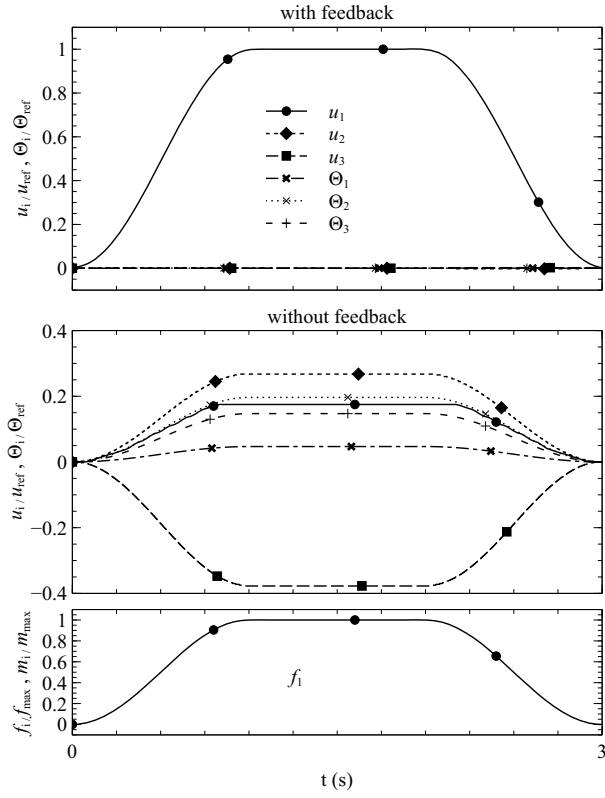 with feedback
u_i/u_ref , Θ_i/Θ_ref
1
0.8
0.6
0.4
0.2
0
u_1
u_2
u_3
Θ_1
Θ_2
Θ_3
without feedback
u_i/u_ref , Θ_i/Θ_ref
0.4
0.2
0
−0.2
−0.4
f_i/f_max , m_i/m_max
1
0.8
0.6
0.4
0.2
0
f_1
0
3
t (s)